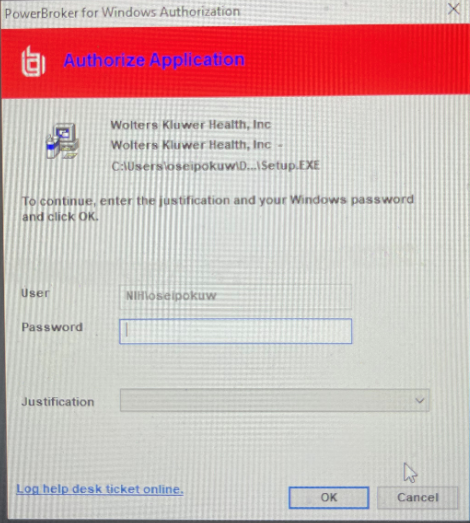 PowerBroker for Windows Authorization
Authorize Application
Wolters Kluwer Health, Inc
Wolters Kluwer Health, Inc -
C:\Users\oseipokuw\D...\Setup.EXE
To continue, enter the justification and your Windows password
and click OK.
User
NIH\oseipokuw
Password
Justification
Log help desk ticket online.
OK
Cancel